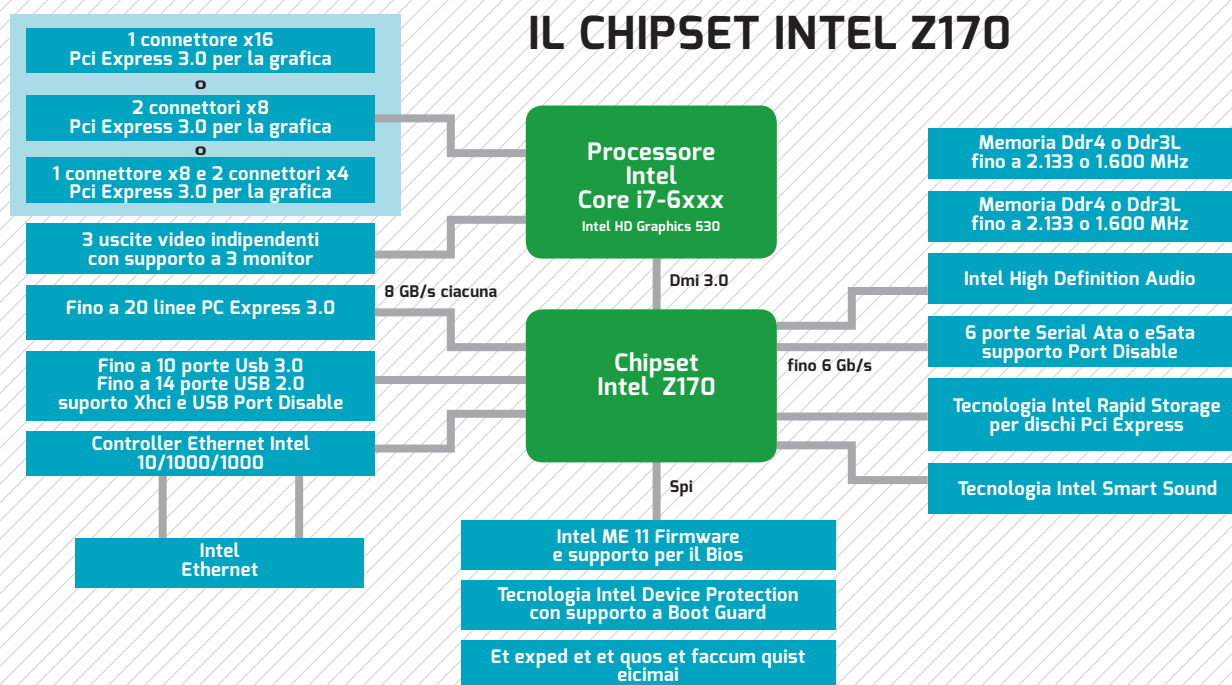 IL CHIPSET INTEL Z170
1 connettore x16
Pci Express 3.0 per la grafica
o
2 connettori x8
Pci Express 3.0 per la grafica
o
1 connettore x8 e 2 connettori x4
Pci Express 3.0 per la grafica
3 uscite video indipendenti
con supporto a 3 monitor
8 GB/s ciacuna
Fino a 20 linee PC Express 3.0
Fino a 10 porte Usb 3.0
Fino a 14 porte USB 2.0
suporto Xhci e USB Port Disable
Controller Ethernet Intel
10/1000/1000
Intel
Ethernet
Processore
Intel
Core i7-6xxx
Intel HD Graphics 530
Dmi 3.0
Chipset
Intel Z170
Spi
Intel ME 11 Firmware
e supporto per il Bios
Tecnologia Intel Device Protection
con supporto a Boot Guard
Et exped et et quos et faccum quist
eicimai
Memoria Ddr4 o Ddr3L
fino a 2.133 o 1.600 MHz
Memoria Ddr4 o Ddr3L
fino a 2.133 o 1.600 MHz
Intel High Definition Audio
6 porte Serial Ata o eSata
supporto Port Disable
fino 6 Gb/s
Tecnologia Intel Rapid Storage
per dischi Pci Express
Tecnologia Intel Smart Sound